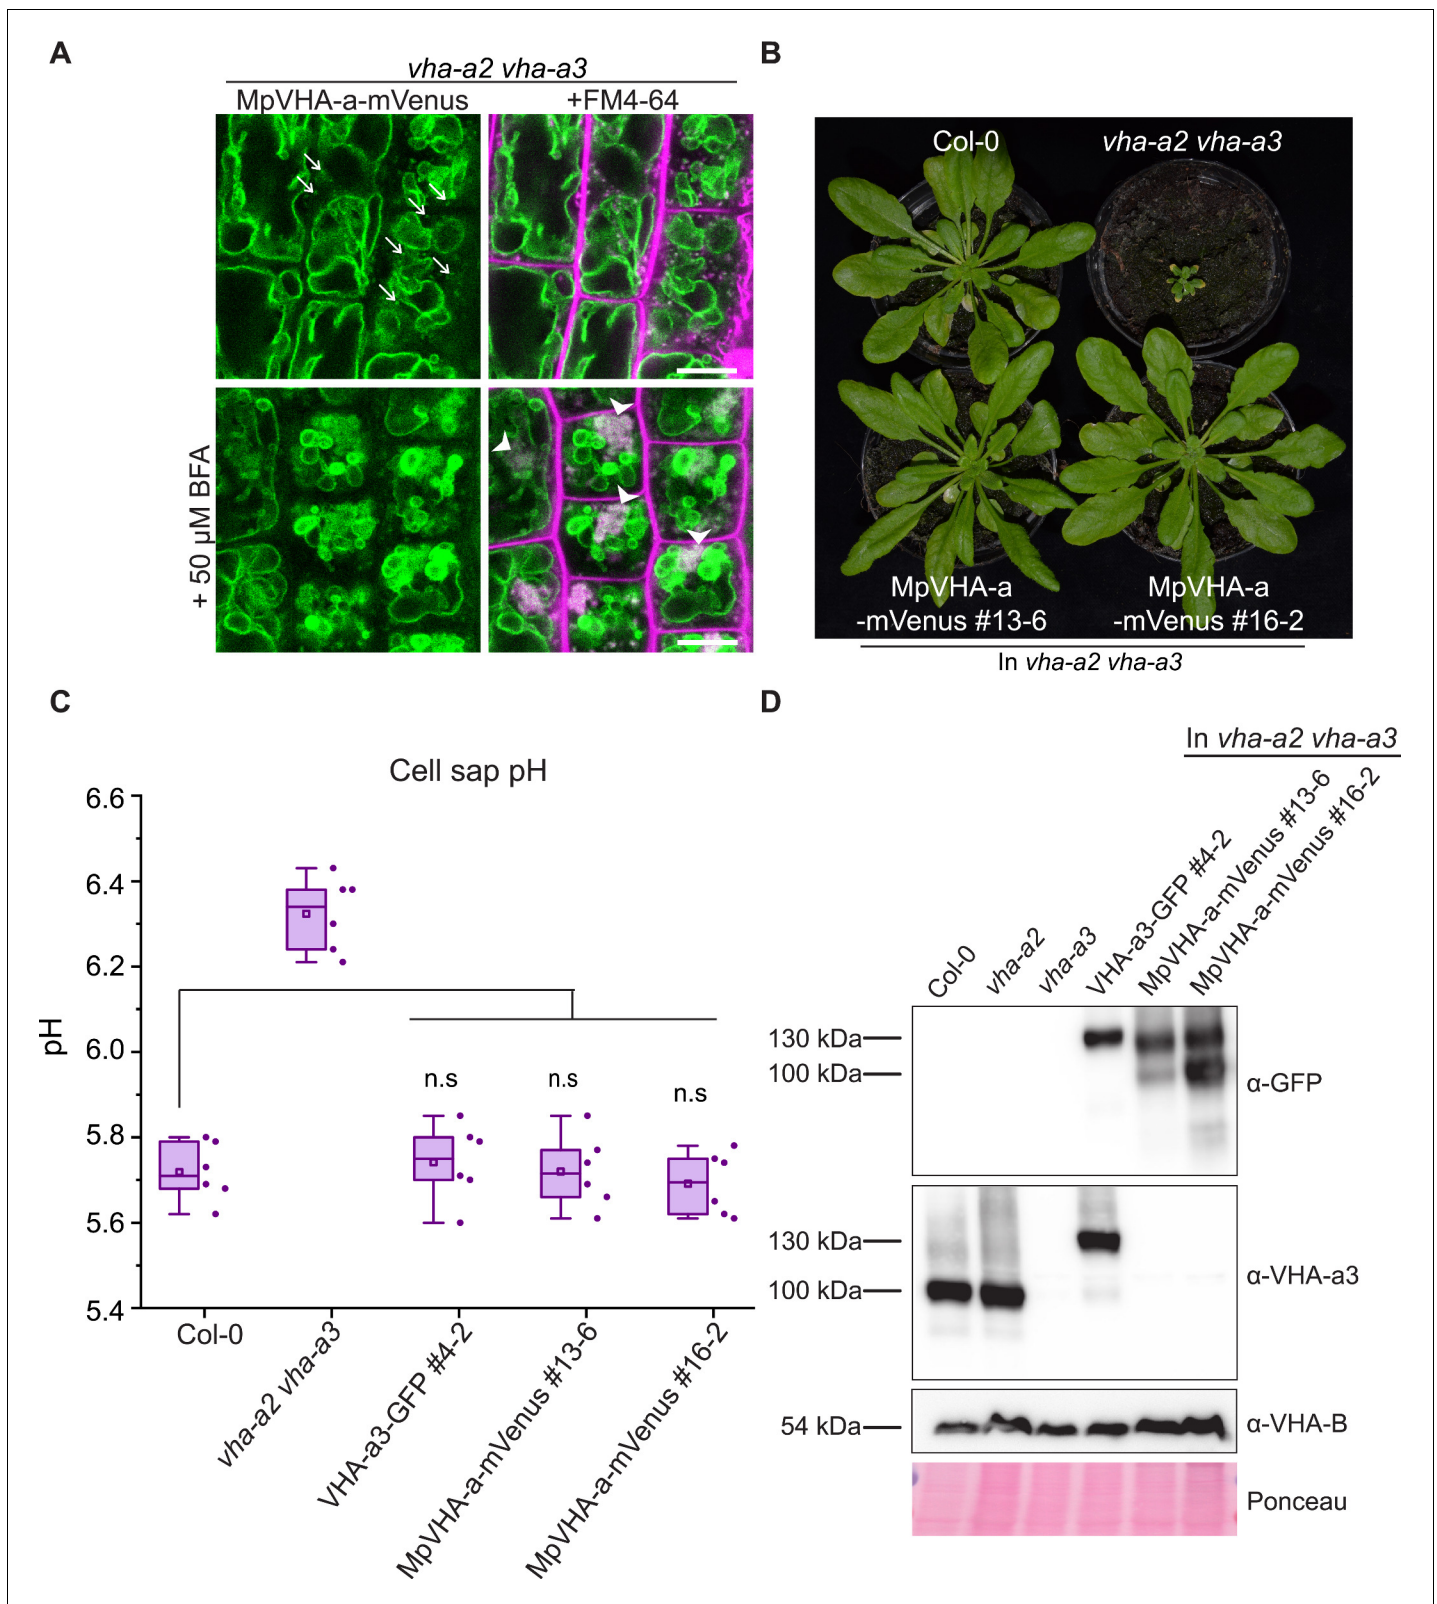 A
vha-a2 vha-a3
MpVHA-a-mVenus
+FM4-64
+ 50 µM BFA
B
Col-0
vha-a2 vha-a3
MpVHA-a
-mVenus #13-6
MpVHA-a
-mVenus #16-2
In vha-a2 vha-a3
C
Cell sap pH
pH
6.6
6.4
6.2
6.0
5.8
5.6
5.4
n.s
n.s
n.s
Col-0
vha-a2 vha-a3
VHA-a3-GFP #4-2
MpVHA-a-mVenus #13-6
MpVHA-a-mVenus #16-2
D
In vha-a2 vha-a3
Col-0
vha-a2
vha-a3
VHA-a3-GFP #4-2
MpVHA-a-mVenus #13-6
MpVHA-a-mVenus #16-2
130 kDa
100 kDa
α-GFP
130 kDa
100 kDa
α-VHA-a3
54 kDa
α-VHA-B
Ponceau